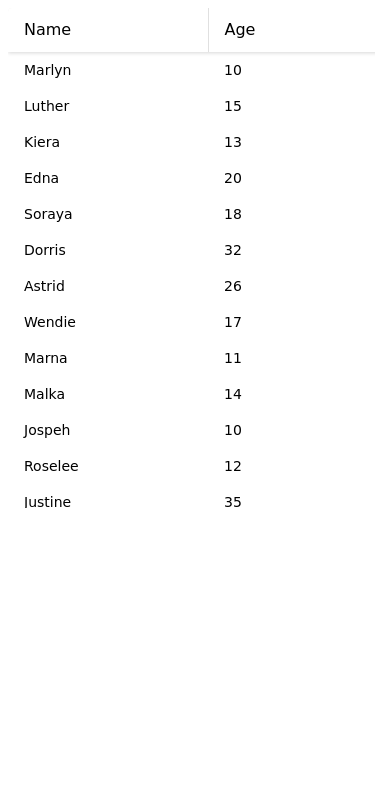 Name Age
Marlyn 10
Luther 15
Kiera 13
Edna 20
Soraya 18
Dorris 32
Astrid 26
Wendie 17
Marna 11
Malka 14
Jospeh 10
Roselee 12
Justine 35